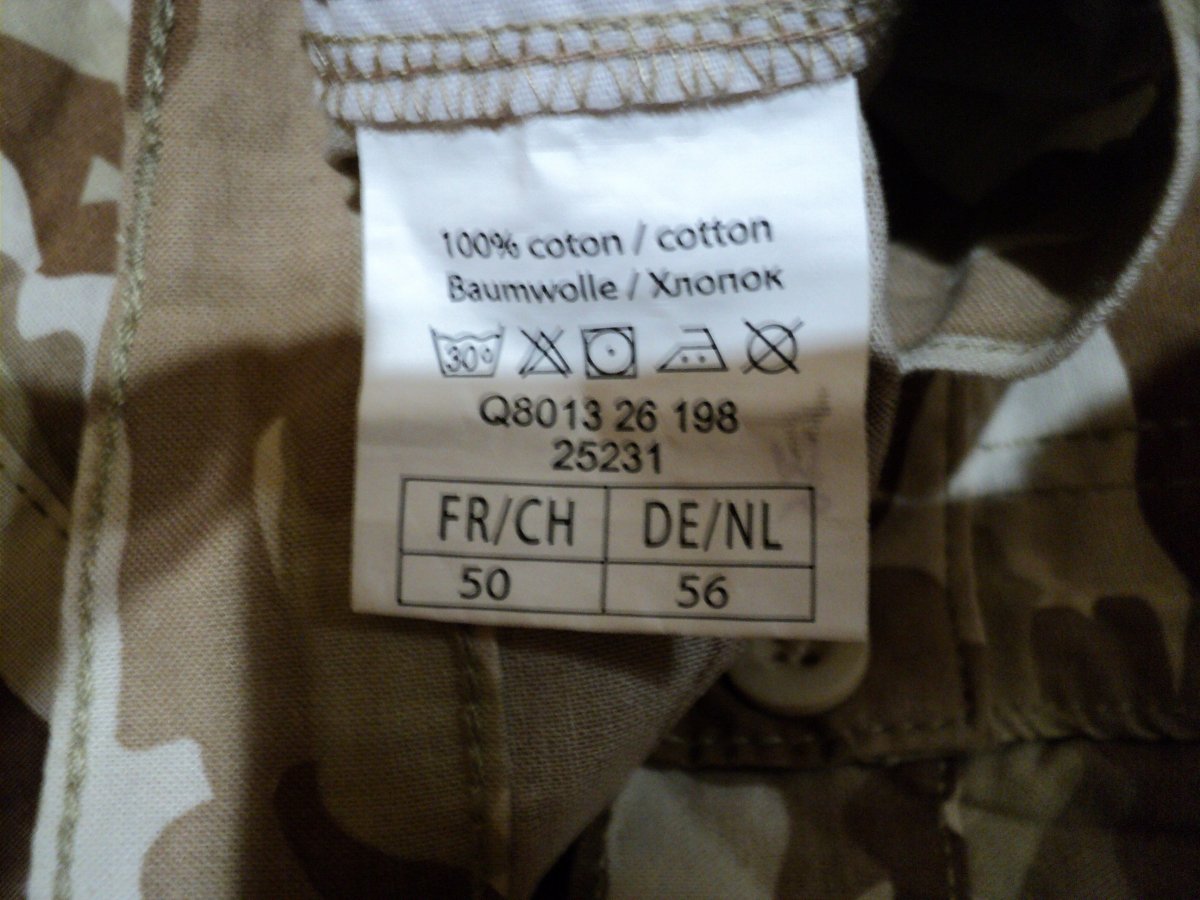 100% coton / cotton
Baumwolle / Хлопок
30°
Q8013 26 198
25231
FR/CH DE/NL
50 56